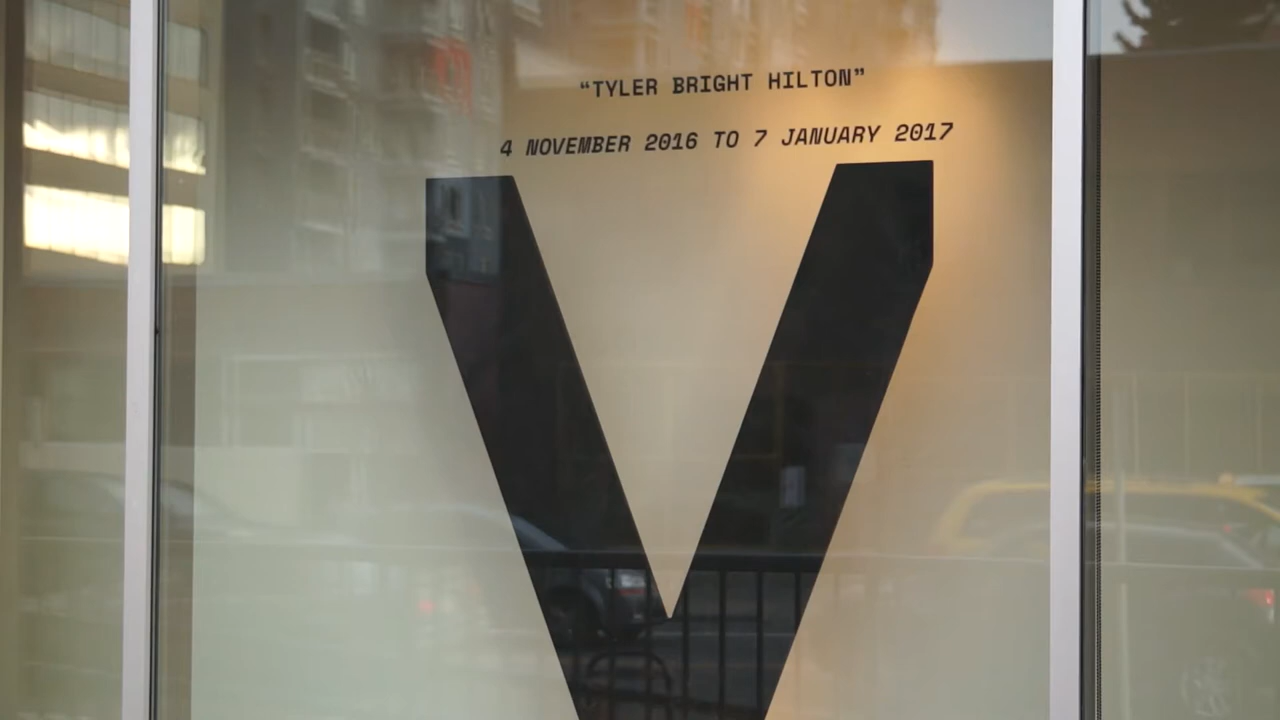 “TYLER BRIGHT HILTON”
4 NOVEMBER 2016 TO 7 JANUARY 2017
V